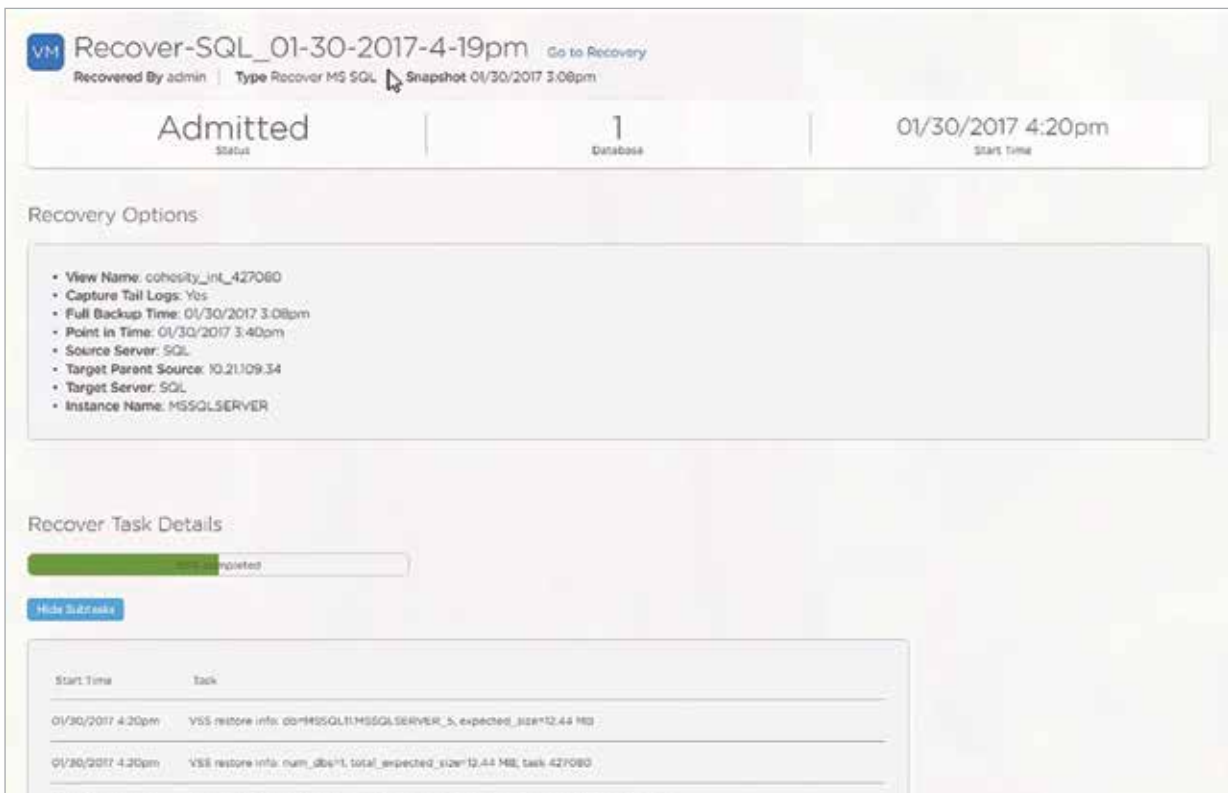 VM Recover-SQL_01-30-2017-4-19pm Go to Recovery
Recovered By admin | Type Recover MS SQL Snapshot 01/30/2017 3:08pm
Admitted 1 01/30/2017 4:20pm
Status Database Start Time
Recovery Options
• View Name: cohesity_int_427080
• Capture Tail Logs: Yes
• Full Backup Time: 01/30/2017 3:08pm
• Point in Time: 01/30/2017 3:40pm
• Source Server: SQL
• Target Parent Source: 10.21.109.34
• Target Server: SQL
• Instance Name: MSSQLSERVER
Recover Task Details
completed
Hide Subtasks
Start Time Task
01/30/2017 4:20pm VSS restore info: db=MSSQL11.MSSQLSERVER_5, expected_size=12.44 MB
01/30/2017 4:20pm VSS restore info: num_dbs=1, total_expected_size=12.44 MB, task 427080